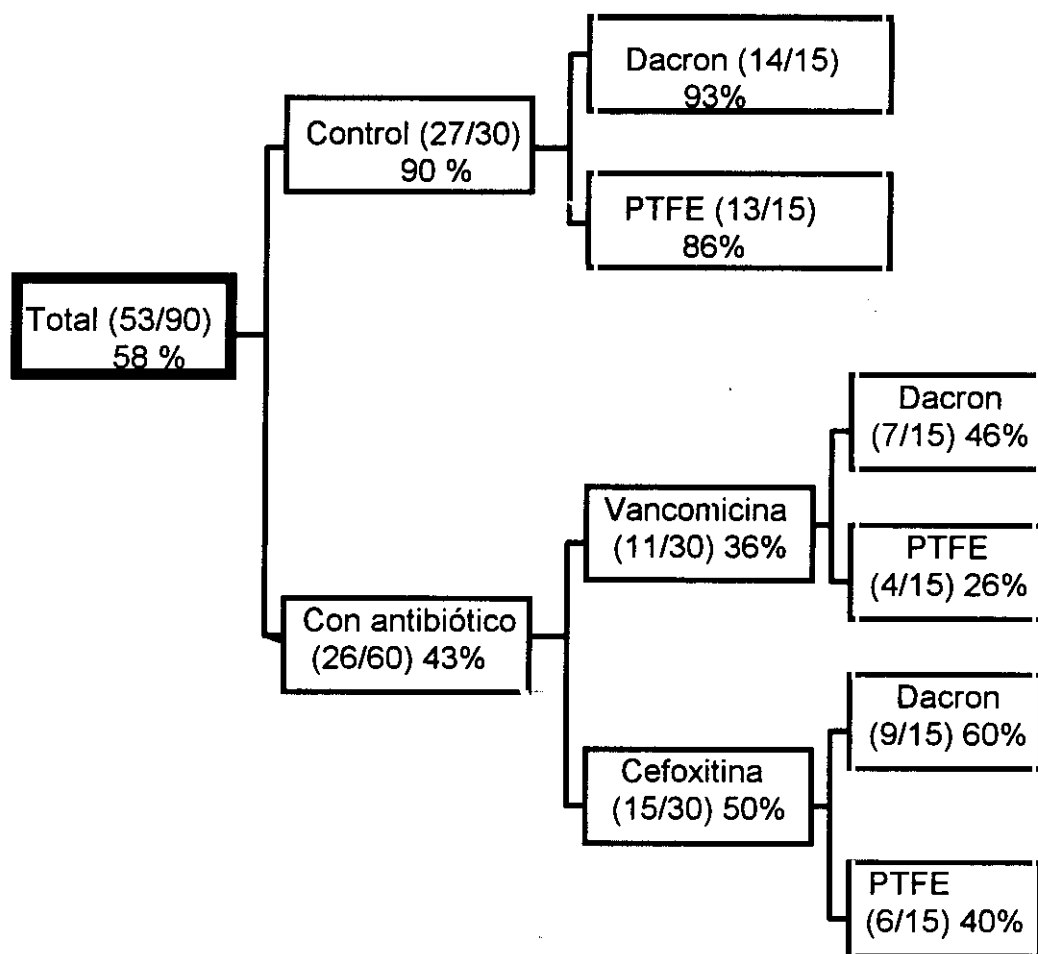 Dacron (14/15)
93%
Control (27/30)
90 %
PTFE (13/15)
86%
Total (53/90)
58 %
Dacron
(7/15) 46%
Vancomicina
(11/30) 36%
PTFE
(4/15) 26%
Con antibiótico
(26/60) 43%
Dacron
(9/15) 60%
Cefoxitina
(15/30) 50%
PTFE
(6/15) 40%